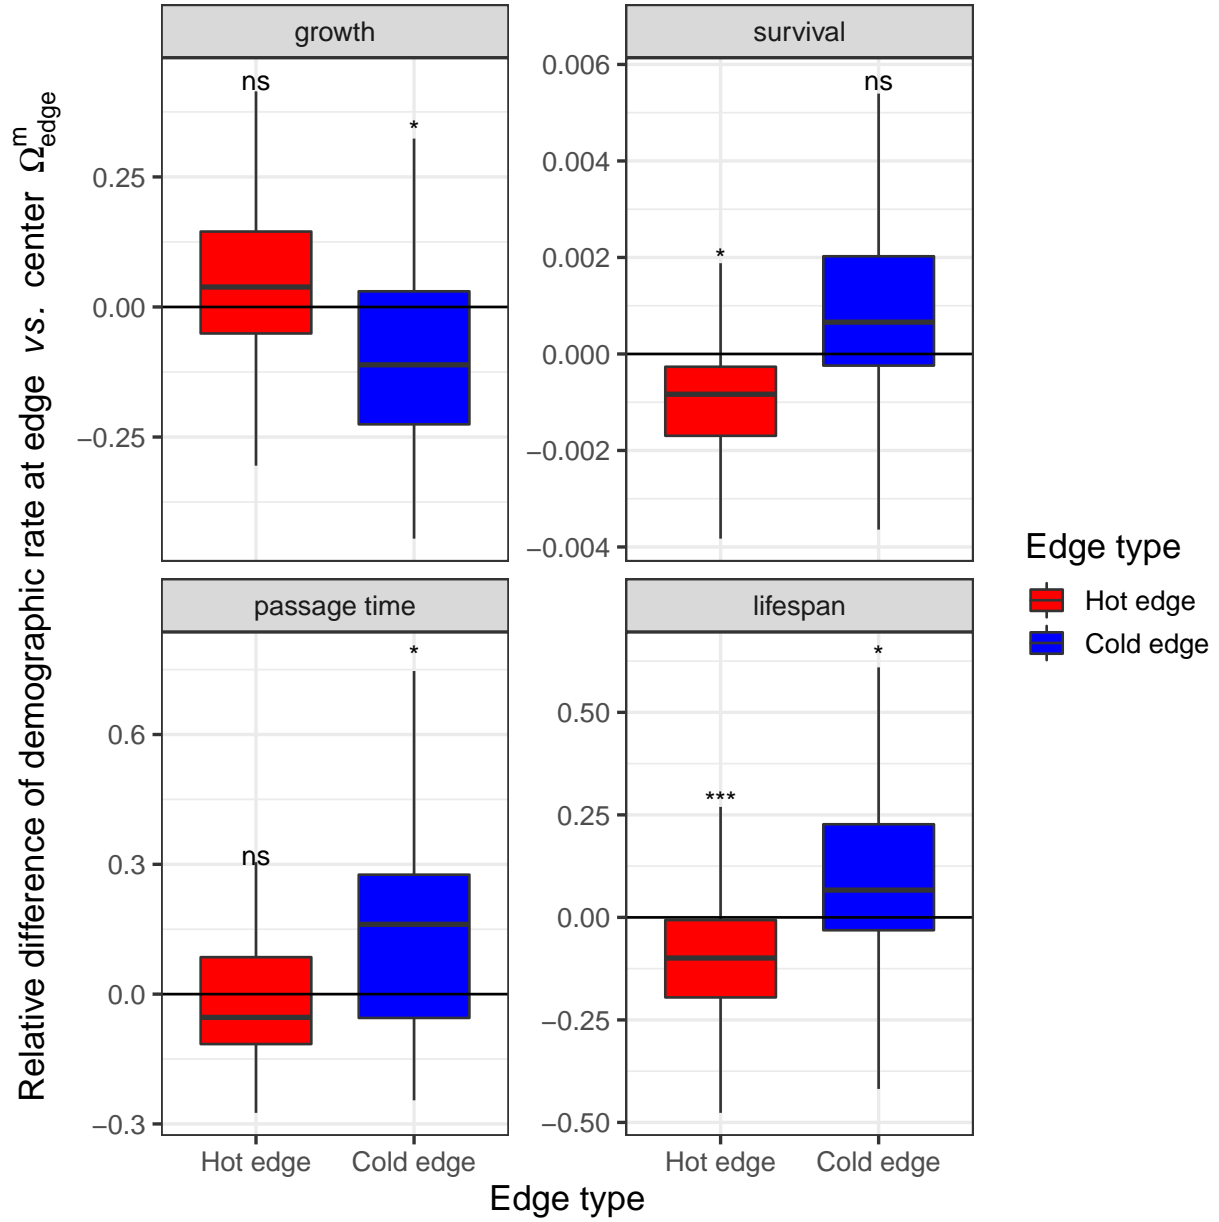 Relative difference of demographic rate at edge vs. center Ω^m_edge
growth
ns
*
0.25
0.00
−0.25
survival
ns
*
0.006
0.004
0.002
0.000
−0.002
−0.004
passage time
*
ns
0.6
0.3
0.0
−0.3
Hot edge
Cold edge
lifespan
*
***
0.50
0.25
0.00
−0.25
−0.50
Hot edge
Cold edge
Edge type
Edge type
Hot edge
Cold edge